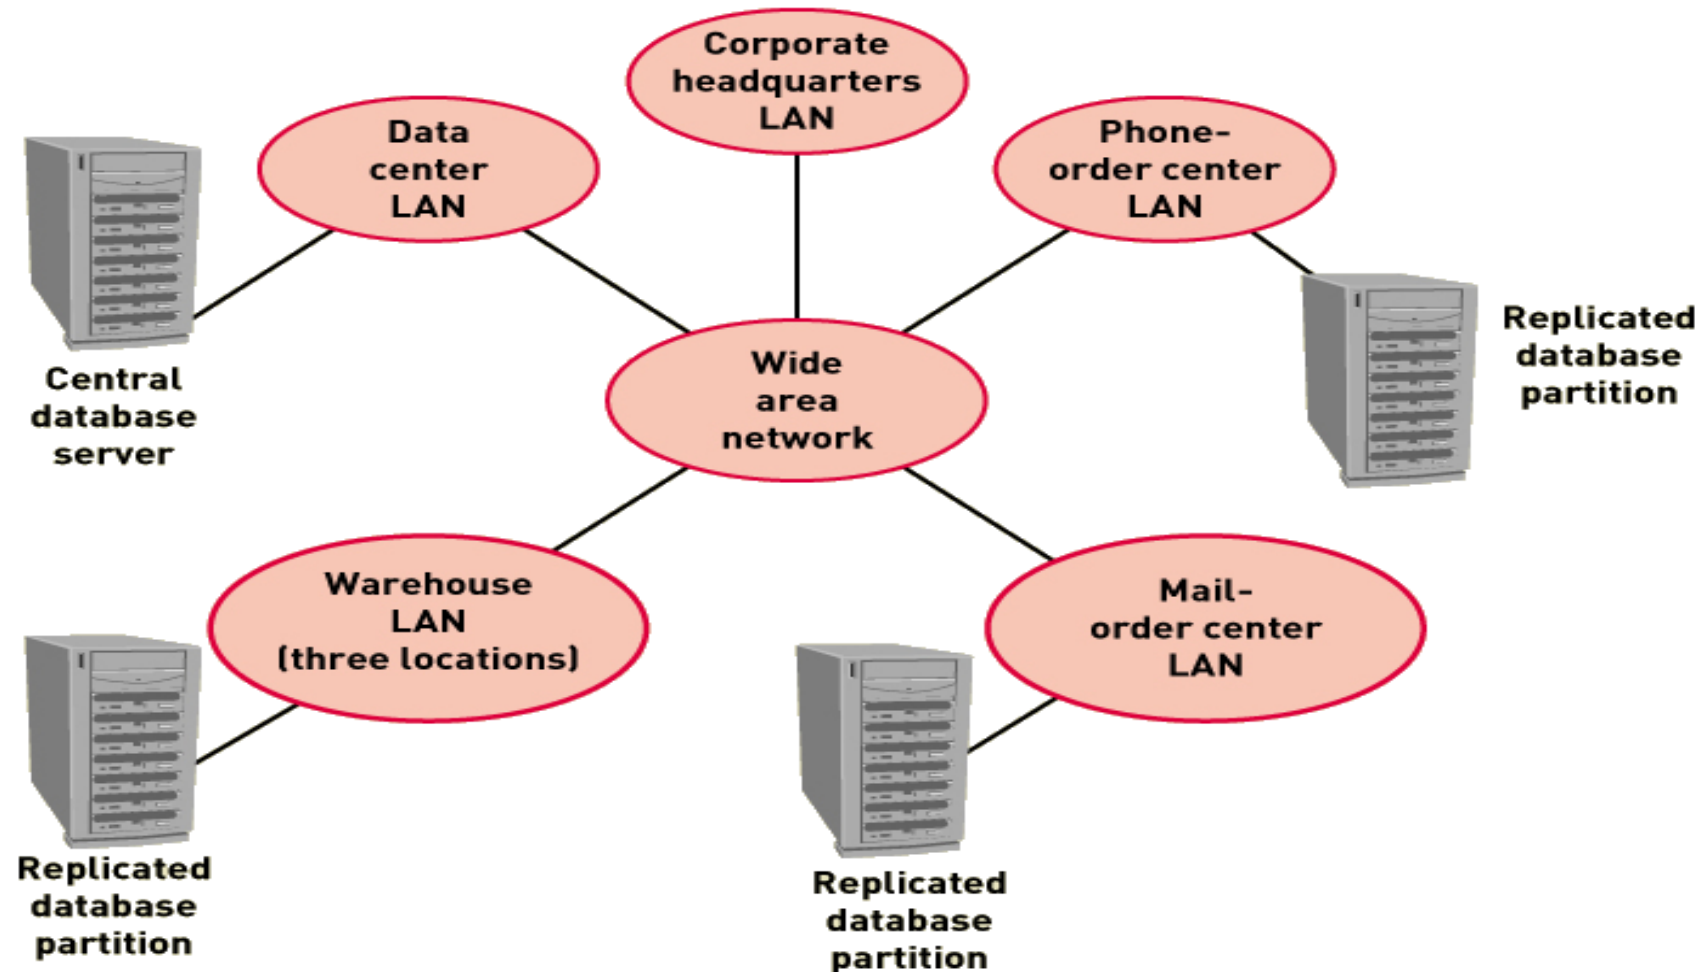 Corporate
headquarters
LAN
Data
center
LAN
Phone-
order center
LAN
Central
database
server
Wide
area
network
Replicated
database
partition
Warehouse
LAN
(three locations)
Mail-
order center
LAN
Replicated
database
partition
Replicated
database
partition